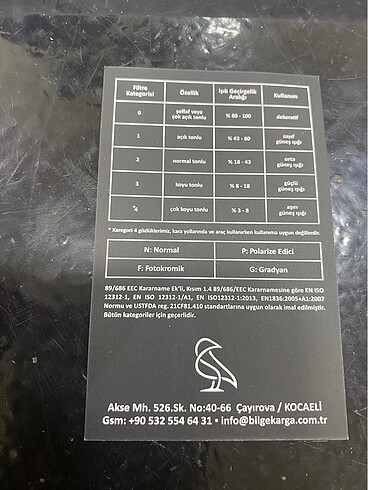 Filtre Kategorisi | Özellik | Işık Geçirgelik Aralığı | Kullanım
0 | şeffaf veya çok açık tonlu | % 80 - 100 | dekoratif
1 | açık tonlu | % 43 - 80 | zayıf güneş ışığı
2 | normal tonlu | % 18 - 43 | orta güneş ışığı
3 | koyu tonlu | % 8 - 18 | güçlü güneş ışığı
*4 | çok koyu tonlu | % 3 - 8 | aşırı güneş ışığı
* Karegori 4 gözlüklerimiz, kara yollarında ve araç kullanırken kullanıma uygun değillerdir.
N: Normal | P: Polarize Edici
F: Fotokromik | G: Gradyan
89/686 EEC Kararname Ek'li, Kısım 1.4 89/686/EEC Kararnamesine göre EN ISO
12312-1, EN ISO 12312-1/A1, EN ISO12312-1:2013, EN1836:2005+A1:2007
Normu ve USTFDA reg. 21CF81.410 standartlarına uygun olarak imal edilmiştir.
Bütün kategoriler için geçerlidir.
Akse Mh. 526.Sk. No:40-66 Çayırova / KOCAELİ
Gsm: +90 532 554 64 31 • info@bilgekarga.com.tr